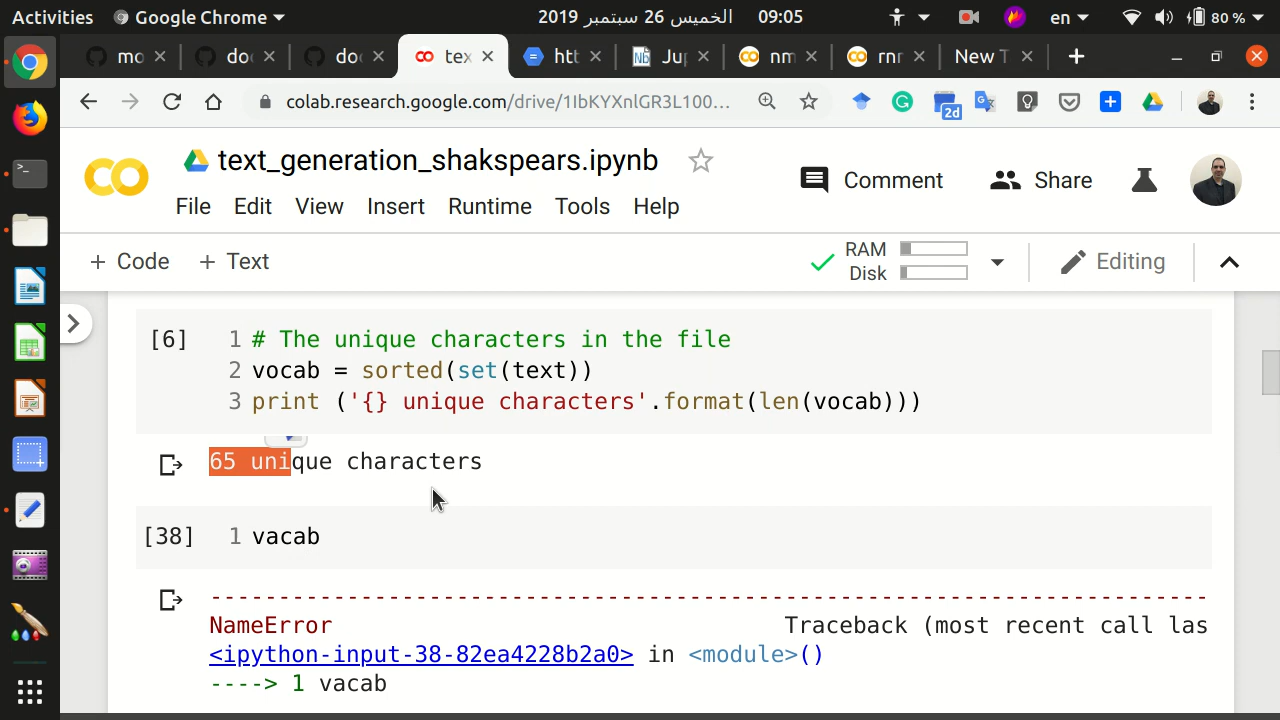 Activities Google Chrome الخميس 26 سبتمبر 2019 09:05 en 80 %
mo do do tex htt Jup nm rnr New T
colab.research.google.com/drive/1IbKYXnlGR3L100... 2d
text_generation_shakspears.ipynb
Comment Share
File Edit View Insert Runtime Tools Help
+ Code + Text RAM Disk Editing
[6] 1 # The unique characters in the file
2 vocab = sorted(set(text))
3 print ('{} unique characters'.format(len(vocab)))
65 unique characters
[38] 1 vacab
---------------------------------------------------------------------------
NameError Traceback (most recent call las
<ipython-input-38-82ea4228b2a0> in <module>()
----> 1 vacab